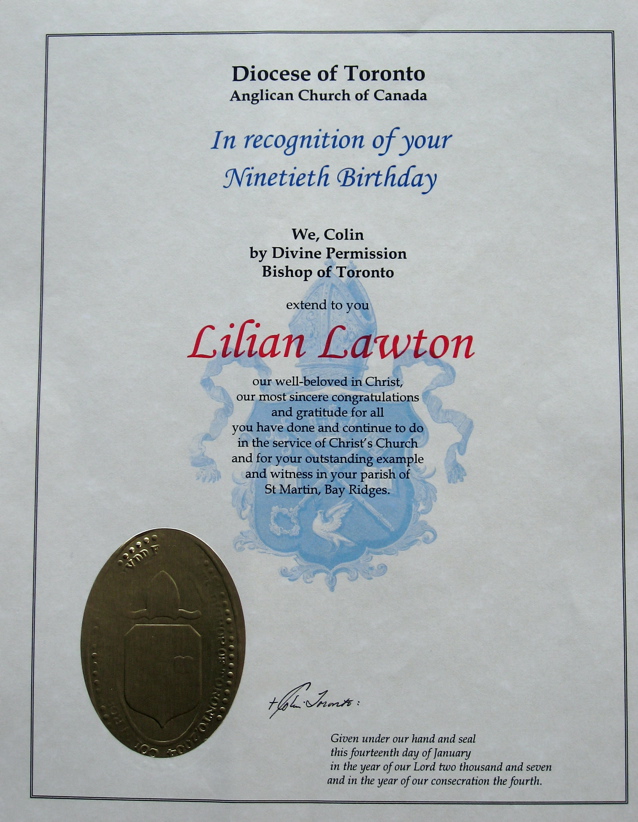 Diocese of Toronto
Anglican Church of Canada
In recognition of your
Ninetieth Birthday
We, Colin
by Divine Permission
Bishop of Toronto
extend to you
Lilian Lawton
our well-beloved in Christ,
our most sincere congratulations
and gratitude for all
you have done and continue to do
in the service of Christ's Church
and for your outstanding example
and witness in your parish of
St Martin, Bay Ridges.
+ Colin Toronto:
Given under our hand and seal
this fourteenth day of January
in the year of our Lord two thousand and seven
and in the year of our consecration the fourth.